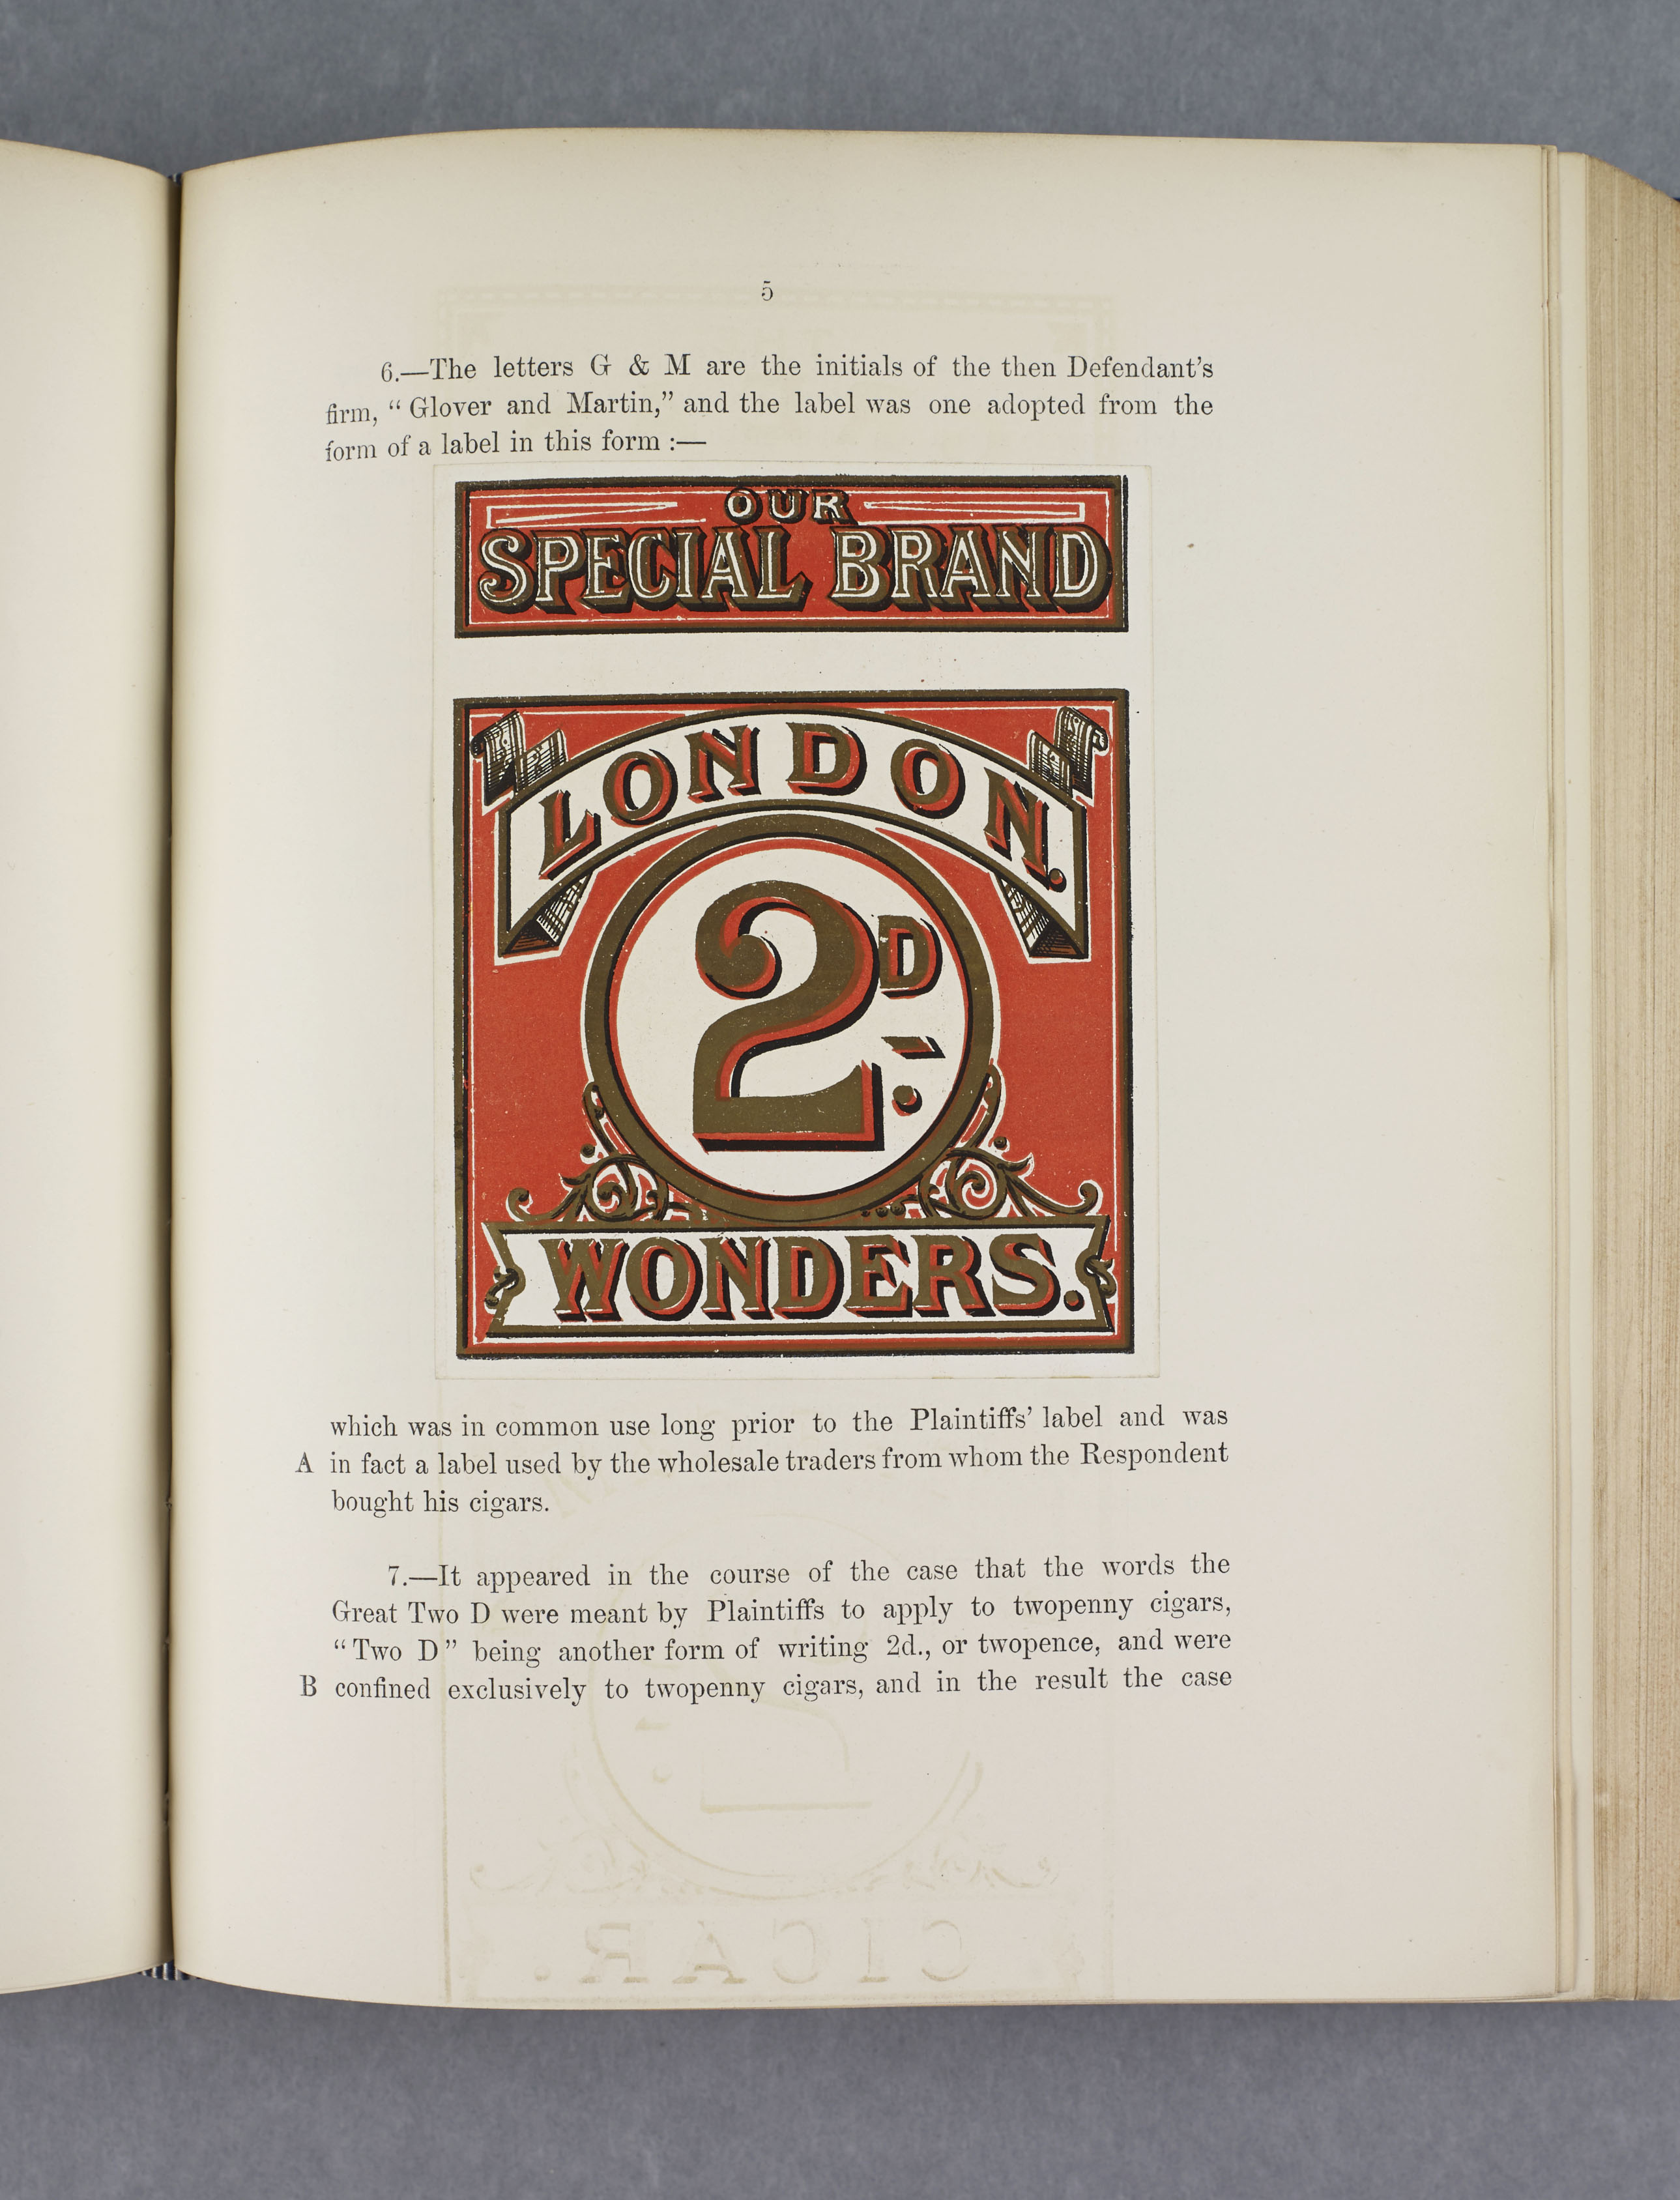 5
6.—The letters G & M are the initials of the then Defendant's
firm, "Glover and Martin," and the label was one adopted from the
form of a label in this form :—
OUR
SPECIAL BRAND
LONDON.
2D.
WONDERS.
which was in common use long prior to the Plaintiffs' label and was
A in fact a label used by the wholesale traders from whom the Respondent
bought his cigars.
7.—It appeared in the course of the case that the words the
Great Two D were meant by Plaintiffs to apply to twopenny cigars,
"Two D" being another form of writing 2d., or twopence, and were
B confined exclusively to twopenny cigars, and in the result the case
CIGAR.